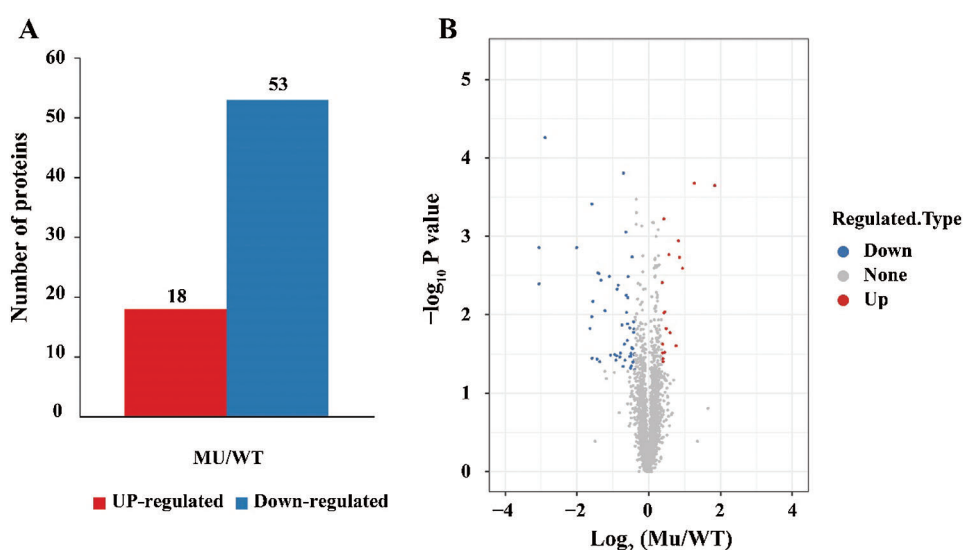 A
Number of proteins
60
50
40
30
20
10
0
18
53
MU/WT
UP-regulated Down-regulated
B
−log10 P value
5
4
3
2
1
0
−4 −2 0 2 4
Log2 (Mu/WT)
Regulated.Type
Down
None
Up